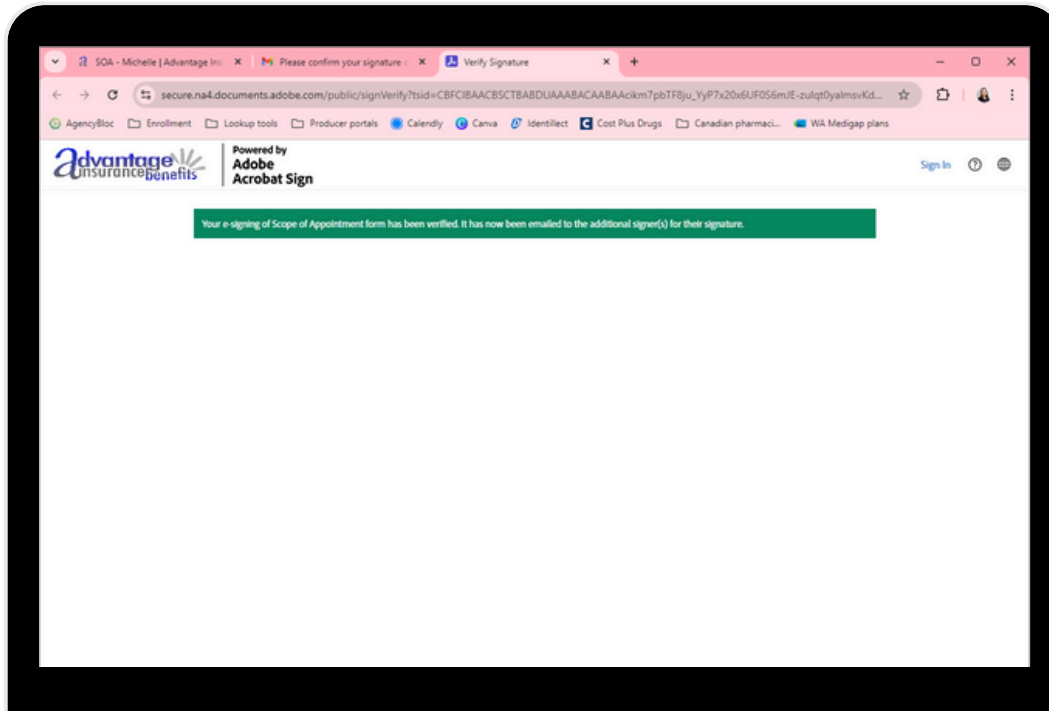 SOA - Michelle | Advantage Ins
Please confirm your signature
Verify Signature
secure.na4.documents.adobe.com/public/signVerify?tsid=
AgencyBloc Enrollment Lookup tools Producer portals Calendly Canva Identillect Cost Plus Drugs Canadian pharmaci... WA Medigap plans
advantage
insurance benefits
Powered by
Adobe
Acrobat Sign
Sign In
Your e-signing of Scope of Appointment form has been verified. It has now been emailed to the additional signer(s) for their signature.